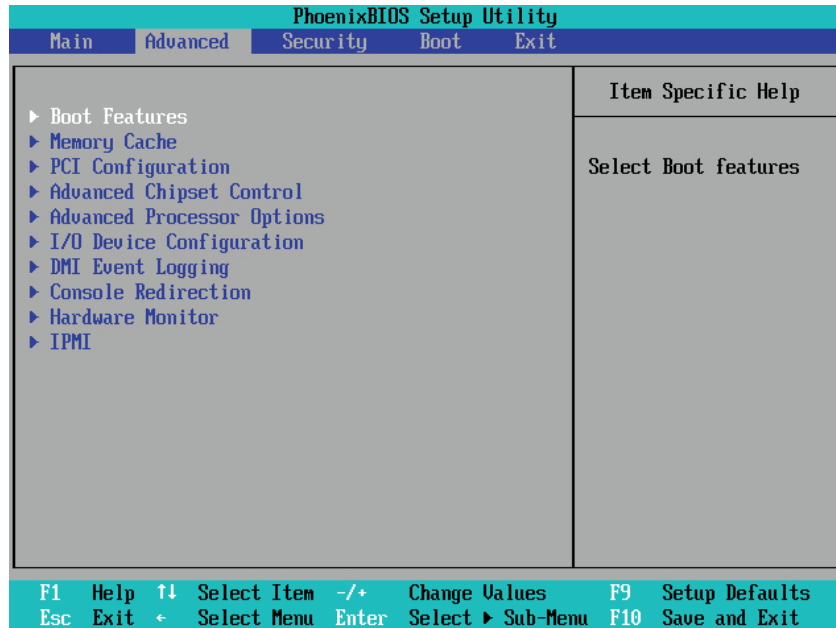 PhoenixBIOS Setup Utility
Main Advanced Security Boot Exit
Item Specific Help
▶ Boot Features
▶ Memory Cache
▶ PCI Configuration
▶ Advanced Chipset Control
▶ Advanced Processor Options
▶ I/O Device Configuration
▶ DMI Event Logging
▶ Console Redirection
▶ Hardware Monitor
▶ IPMI
Select Boot features
F1 Help ↑↓ Select Item -/+ Change Values F9 Setup Defaults
Esc Exit ← Select Menu Enter Select ▶ Sub-Menu F10 Save and Exit